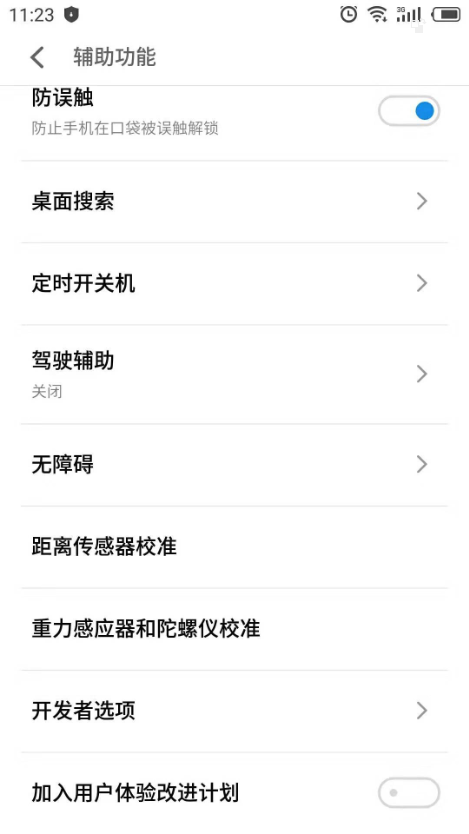 11:23
3G
辅助功能
防误触
防止手机在口袋被误触解锁
桌面搜索
定时开关机
驾驶辅助
关闭
无障碍
距离传感器校准
重力感应器和陀螺仪校准
开发者选项
加入用户体验改进计划